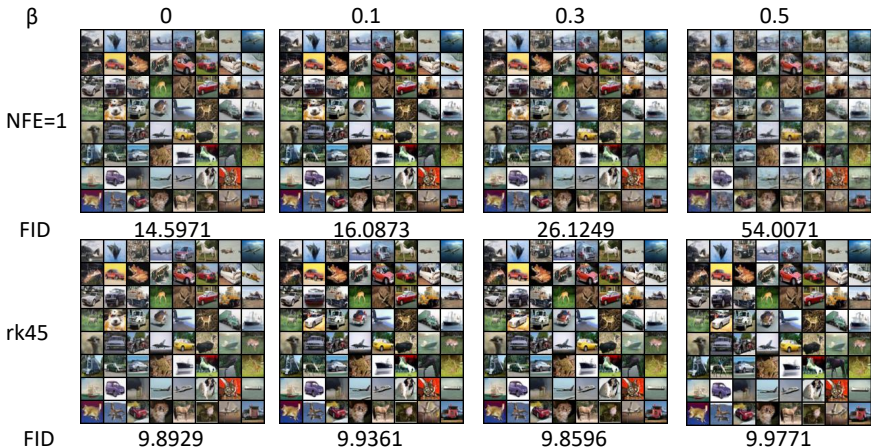 β 0 0.1 0.3 0.5
NFE=1
FID 14.5971 16.0873 26.1249 54.0071
rk45
FID 9.8929 9.9361 9.8596 9.9771